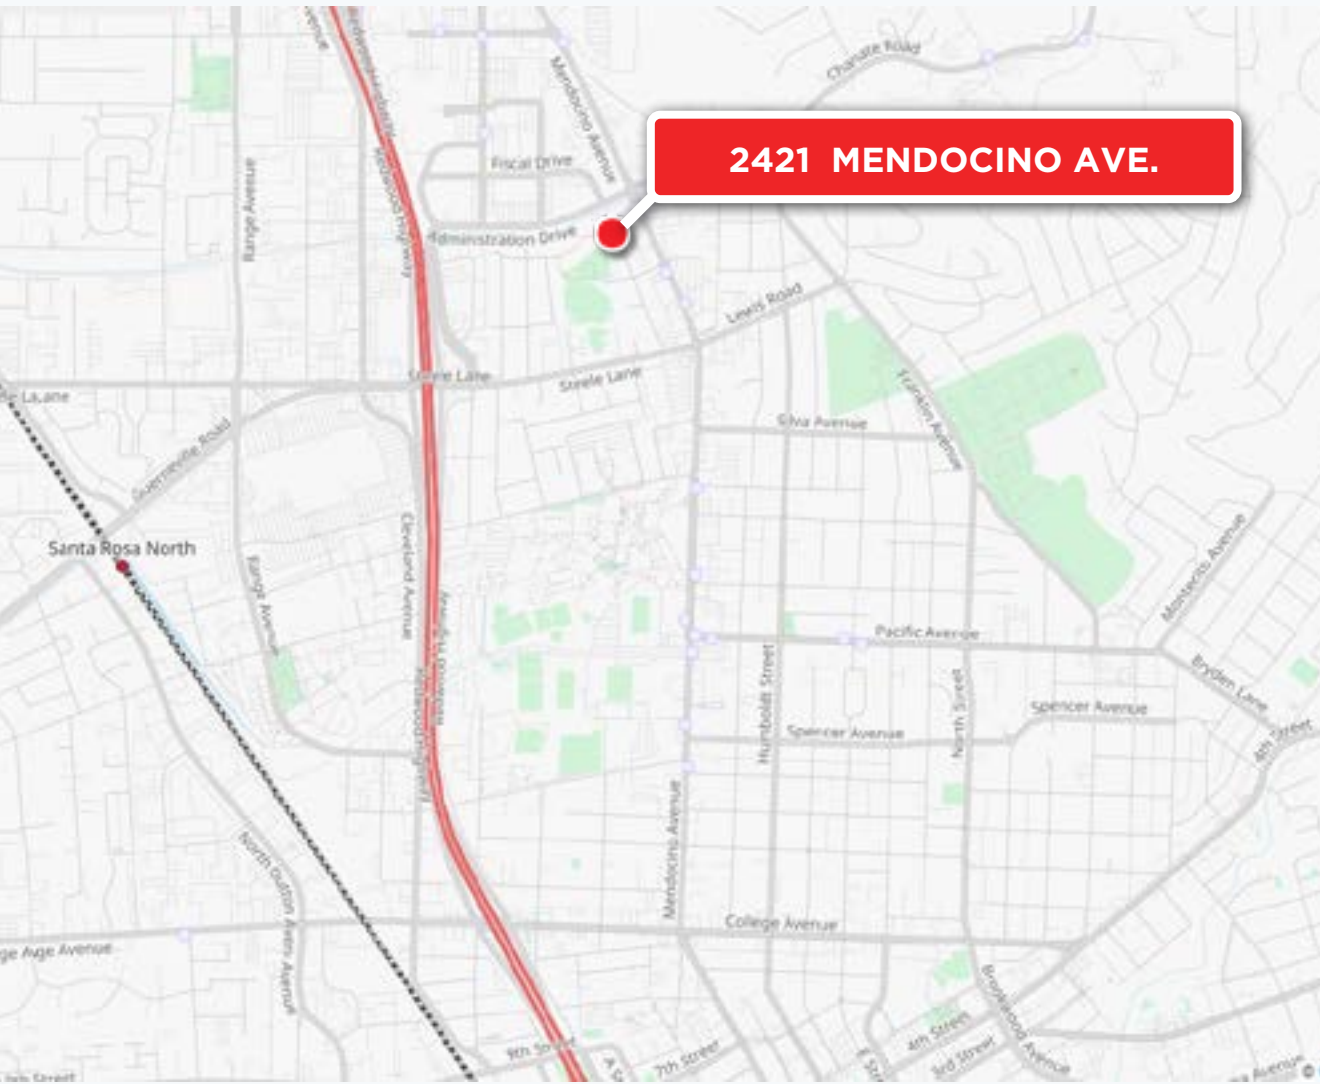 Chanate Road
Mendocino Avenue
2421 MENDOCINO AVE.
Fiscal Drive
Range Avenue
Administration Drive
Lewis Road
Steele Lane
Steele Lane
Franklin Avenue
Silva Avenue
Guerneville Road
Santa Rosa North
Cleveland Avenue
Range Avenue
Montecito Avenue
Pacific Avenue
Humboldt Street
North Street
Bryden Lane
Spencer Avenue
Spencer Avenue
4th Street
Mendocino Avenue
College Avenue
ge Avge Avenue
Brookwood Avenue
4th Street
3rd Street
7th Street
9th Street